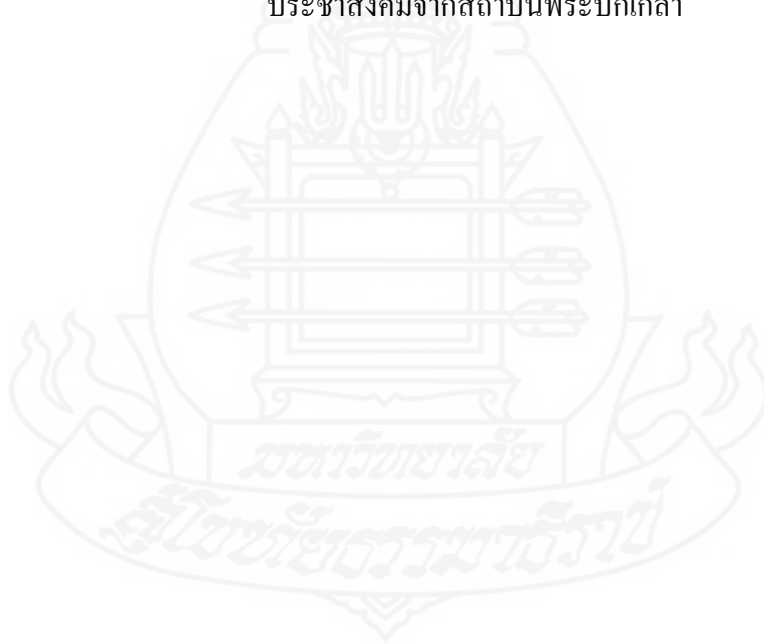 ประชาสังคมจากสถาบันพระปกเกล้า
มหาวิทยาลัย
สุโขทัยธรรมาธิราช